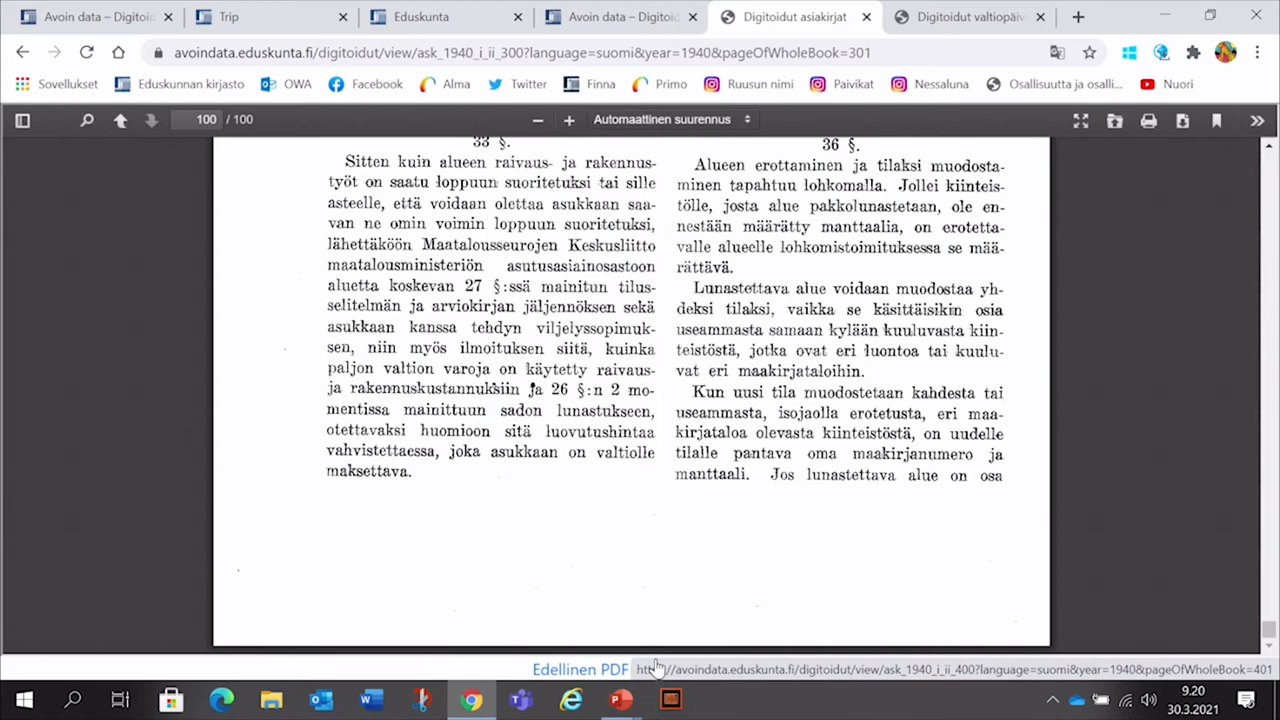 Avoin data – Digitoid
Trip
Eduskunta
Avoin data – Digitoid
Digitoidut asiakirjat
Digitoidut valtiopäiv
avoindata.eduskunta.fi/digitoidut/view/ask_1940_i_ii_300?language=suomi&year=1940&pageOfWholeBook=301
Sovellukset
Eduskunnan kirjasto
OWA
Facebook
Alma
Twitter
Finna
Primo
Ruusun nimi
Paivikat
Nessaluna
Osallisuutta ja osalli...
Nuori
100 / 100
Automaattinen suurennus
33 §.
Sitten kuin alueen raivaus- ja rakennus-
työt on saatu loppuun suoritetuksi tai sille
asteelle, että voidaan olettaa asukkaan saa-
van ne omin voimin loppuun suoritetuksi,
lähettäköön Maatalousseurojen Keskusliitto
maatalousministeriön asutusasiainosastoon
aluetta koskevan 27 §:ssä mainitun tilus-
selitelmän ja arviokirjan jäljennöksen sekä
asukkaan kanssa tehdyn viljelyssopimuk-
sen, niin myös ilmoituksen siitä, kuinka
paljon valtion varoja on käytetty raivaus-
ja rakennuskustannuksiin ja 26 §:n 2 mo-
mentissa mainittuun sadon lunastukseen,
otettavaksi huomioon sitä luovutushintaa
vahvistettaessa, joka asukkaan on valtiolle
maksettava.
36 §.
Alueen erottaminen ja tilaksi muodosta-
minen tapahtuu lohkomalla. Jollei kiinteis-
tölle, josta alue pakkolunastetaan, ole en-
nestään määrätty manttaalia, on erotetta-
valle alueelle lohkomistoimituksessa se mää-
rättävä.
Lunastettava alue voidaan muodostaa yh-
deksi tilaksi, vaikka se käsittäisikin osia
useammasta samaan kylään kuuluvasta kiin-
teistöstä, jotka ovat eri luontoa tai kuulu-
vat eri maakirjataloihin.
Kun uusi tila muodostetaan kahdesta tai
useammasta, isojaolla erotetusta, eri maa-
kirjataloa olevasta kiinteistöstä, on uudelle
tilalle pantava oma maakirjanumero ja
manttaali. Jos lunastettava alue on osa
Edellinen PDF
avoindata.eduskunta.fi/digitoidut/view/ask_1940_i_ii_400?language=suomi&year=1940&pageOfWholeBook=401
9.20
30.3.2021